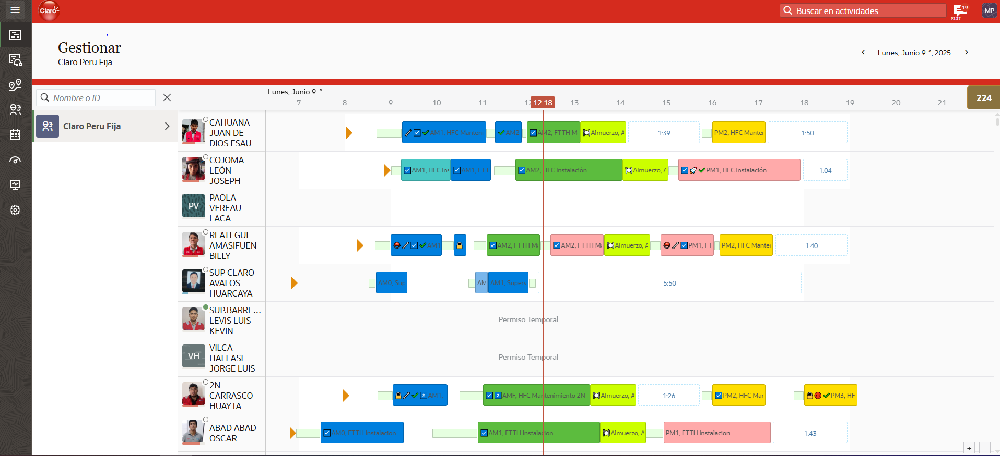 Claro
Buscar en actividades
19
93:37
MP
Gestionar
Claro Peru Fija
Lunes, Junio 9. °, 2025
Nombre o ID
Claro Peru Fija
Lunes, Junio 9. °
7 8 9 10 11 12:18 13 14 15 16 17 18 19 20 21
224
CAHUANA
JUAN DE
DIOS ESAU
AM1, HFC Manteni
AM2
AM2, FTTH M
Almuerzo, A
1:39
PM2, HFC Manter
1:50
COJOMA
LEÓN
JOSEPH
AM1, HFC Ins
AM1, FTT
AM2, HFC Instalación
Almuerzo, A
PM1, HFC Instalación
1:04
PV
PAOLA
VEREAU
LACA
REATEGUI
AMASIFUEN
BILLY
AM1
AM2, FTTH M
AM2, FTTH M
Almuerzo, A
PM1, FT
PM2, HFC Manter
1:40
SUP CLARO
AVALOS
HUARCAYA
AM0, Sup
AM
AM1, Superv
5:50
SUP.BARRE...
LEVIS LUIS
KEVIN
Permiso Temporal
VH
VILCA
HALLASI
JORGE LUIS
Permiso Temporal
2N
CARRASCO
HUAYTA
2 AM1, I
2 AMF, HFC Mantenimiento 2N
Almuerzo, A
1:26
PM2, HFC Mar
PM3, HF
ABAD ABAD
OSCAR
AM0, FTTH Instalacion
AM1, FTTH Instalacion
Almuerzo, A
PM1, FTTH Instalacion
1:43
+ -